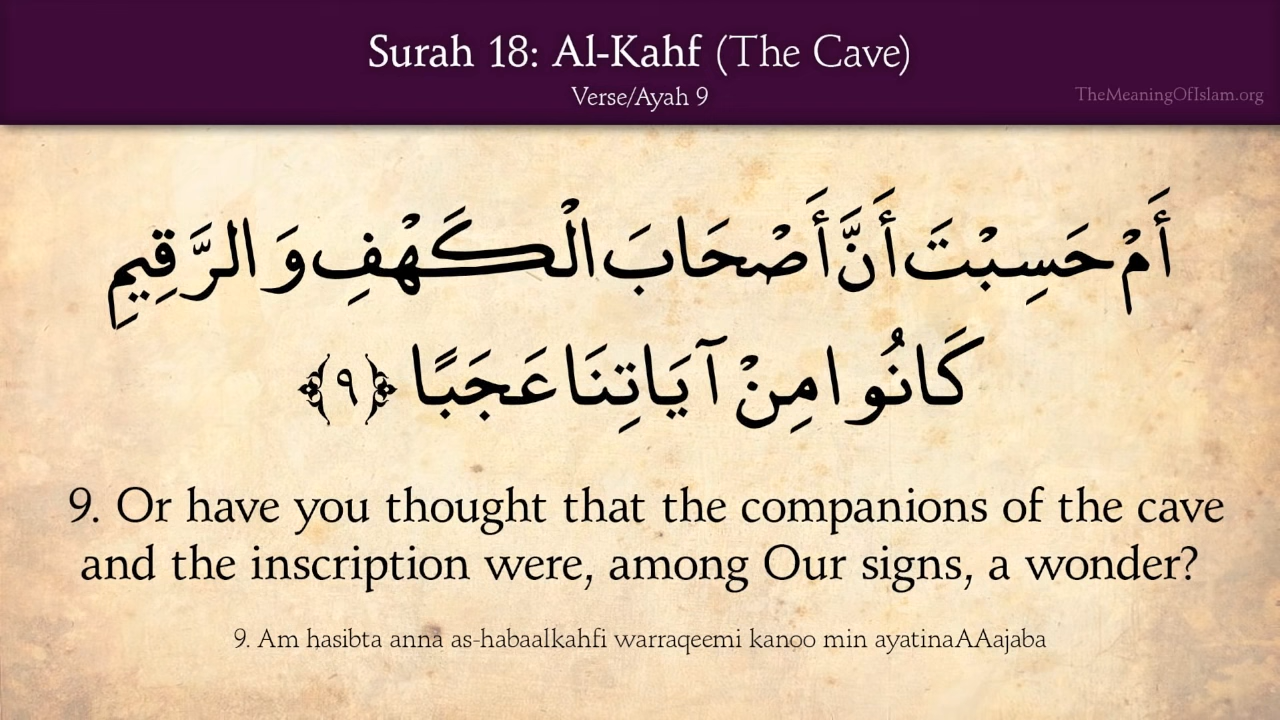 Surah 18: Al-Kahf (The Cave)
Verse/Ayah 9
TheMeaningOfIslam.org
أَمْ حَسِبْتَ أَنَّ أَصْحَابَ الْكَهْفِ وَالرَّقِيمِ
كَانُوا مِنْ آيَاتِنَا عَجَبًا ﴿٩﴾
9. Or have you thought that the companions of the cave
and the inscription were, among Our signs, a wonder?
9. Am hasibta anna as-habaalkahfi warraqeemi kanoo min ayatinaAAajaba